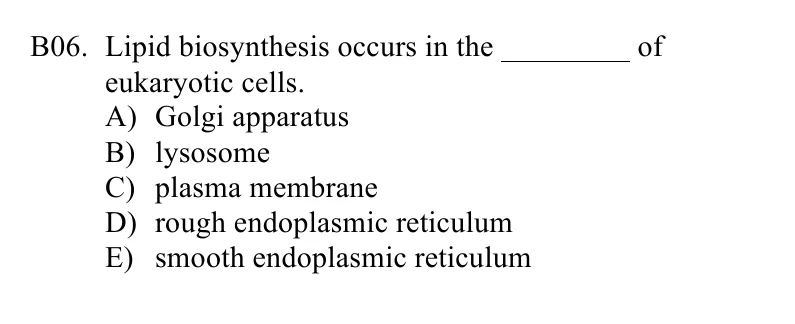 B06. Lipid biosynthesis occurs in the _________ of
eukaryotic cells.
A) Golgi apparatus
B) lysosome
C) plasma membrane
D) rough endoplasmic reticulum
E) smooth endoplasmic reticulum